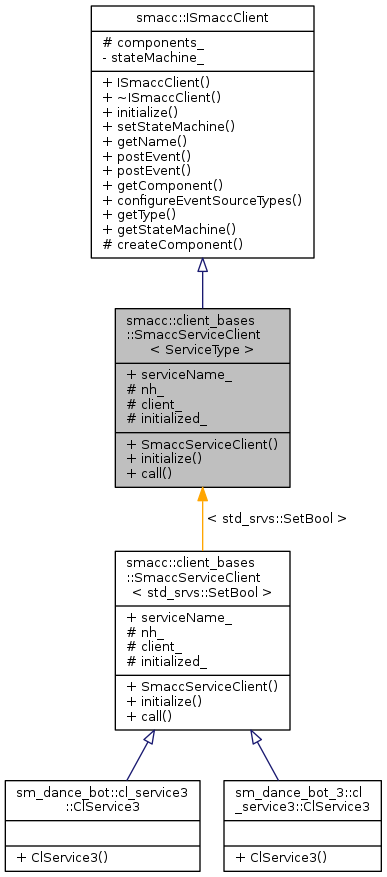 smacc::ISmaccClient
# components_
- stateMachine_
+ ISmaccClient()
+ ~ISmaccClient()
+ initialize()
+ setStateMachine()
+ getName()
+ postEvent()
+ postEvent()
+ getComponent()
+ configureEventSourceTypes()
+ getType()
+ getStateMachine()
# createComponent()
smacc::client_bases
::SmaccServiceClient
< ServiceType >
+ serviceName_
# nh_
# client_
# initialized_
+ SmaccServiceClient()
+ initialize()
+ call()
< std_srvs::SetBool >
smacc::client_bases
::SmaccServiceClient
< std_srvs::SetBool >
+ serviceName_
# nh_
# client_
# initialized_
+ SmaccServiceClient()
+ initialize()
+ call()
sm_dance_bot::cl_service3
::ClService3
+ ClService3()
sm_dance_bot_3::cl
_service3::ClService3
+ ClService3()